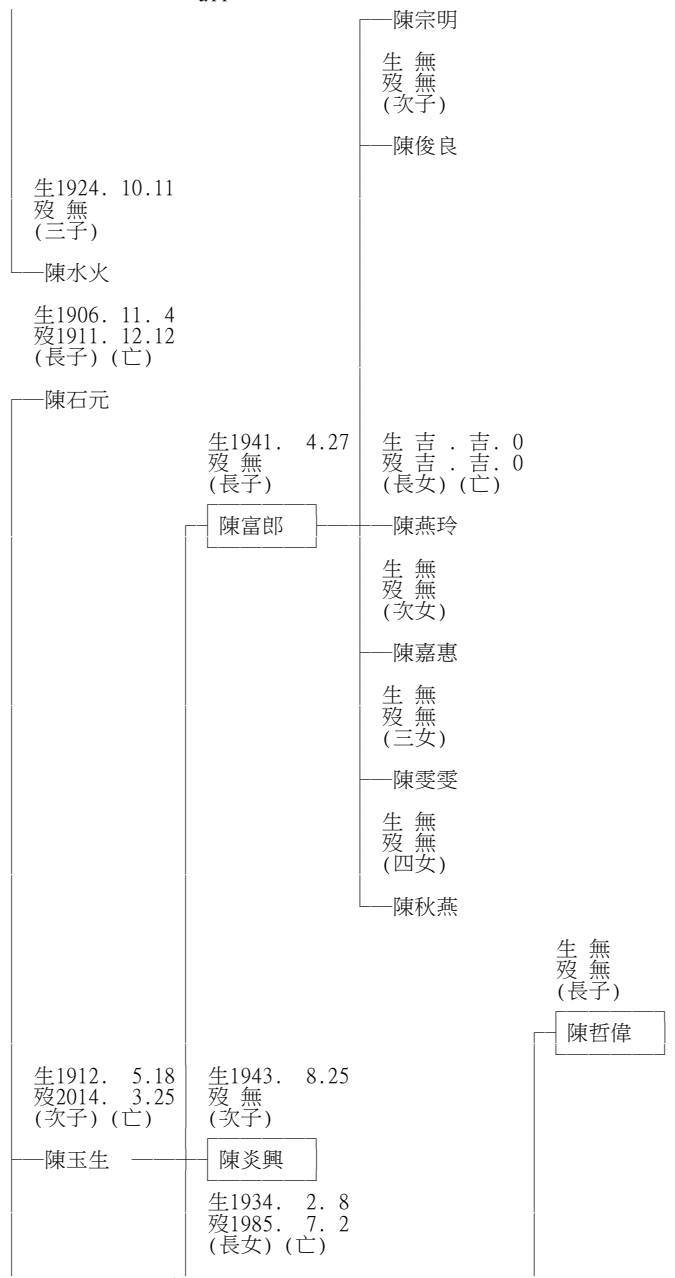 陳宗明
生 無
歿 無
(次子)
陳俊良
生1924. 10.11
歿 無
(三子)
陳水火
生1906. 11. 4
歿1911. 12.12
(長子)(亡)
陳石元
生1941. 4.27
歿 無
(長子)
陳富郎
生 吉 . 吉. 0
歿 吉 . 吉. 0
(長女)(亡)
陳燕玲
生 無
歿 無
(次女)
陳嘉惠
生 無
歿 無
(三女)
陳雯雯
生 無
歿 無
(四女)
陳秋燕
生 無
歿 無
(長子)
陳哲偉
生1912. 5.18
歿2014. 3.25
(次子)(亡)
陳玉生
生1943. 8.25
歿 無
(次子)
陳炎興
生1934. 2. 8
歿1985. 7. 2
(長女)(亡)